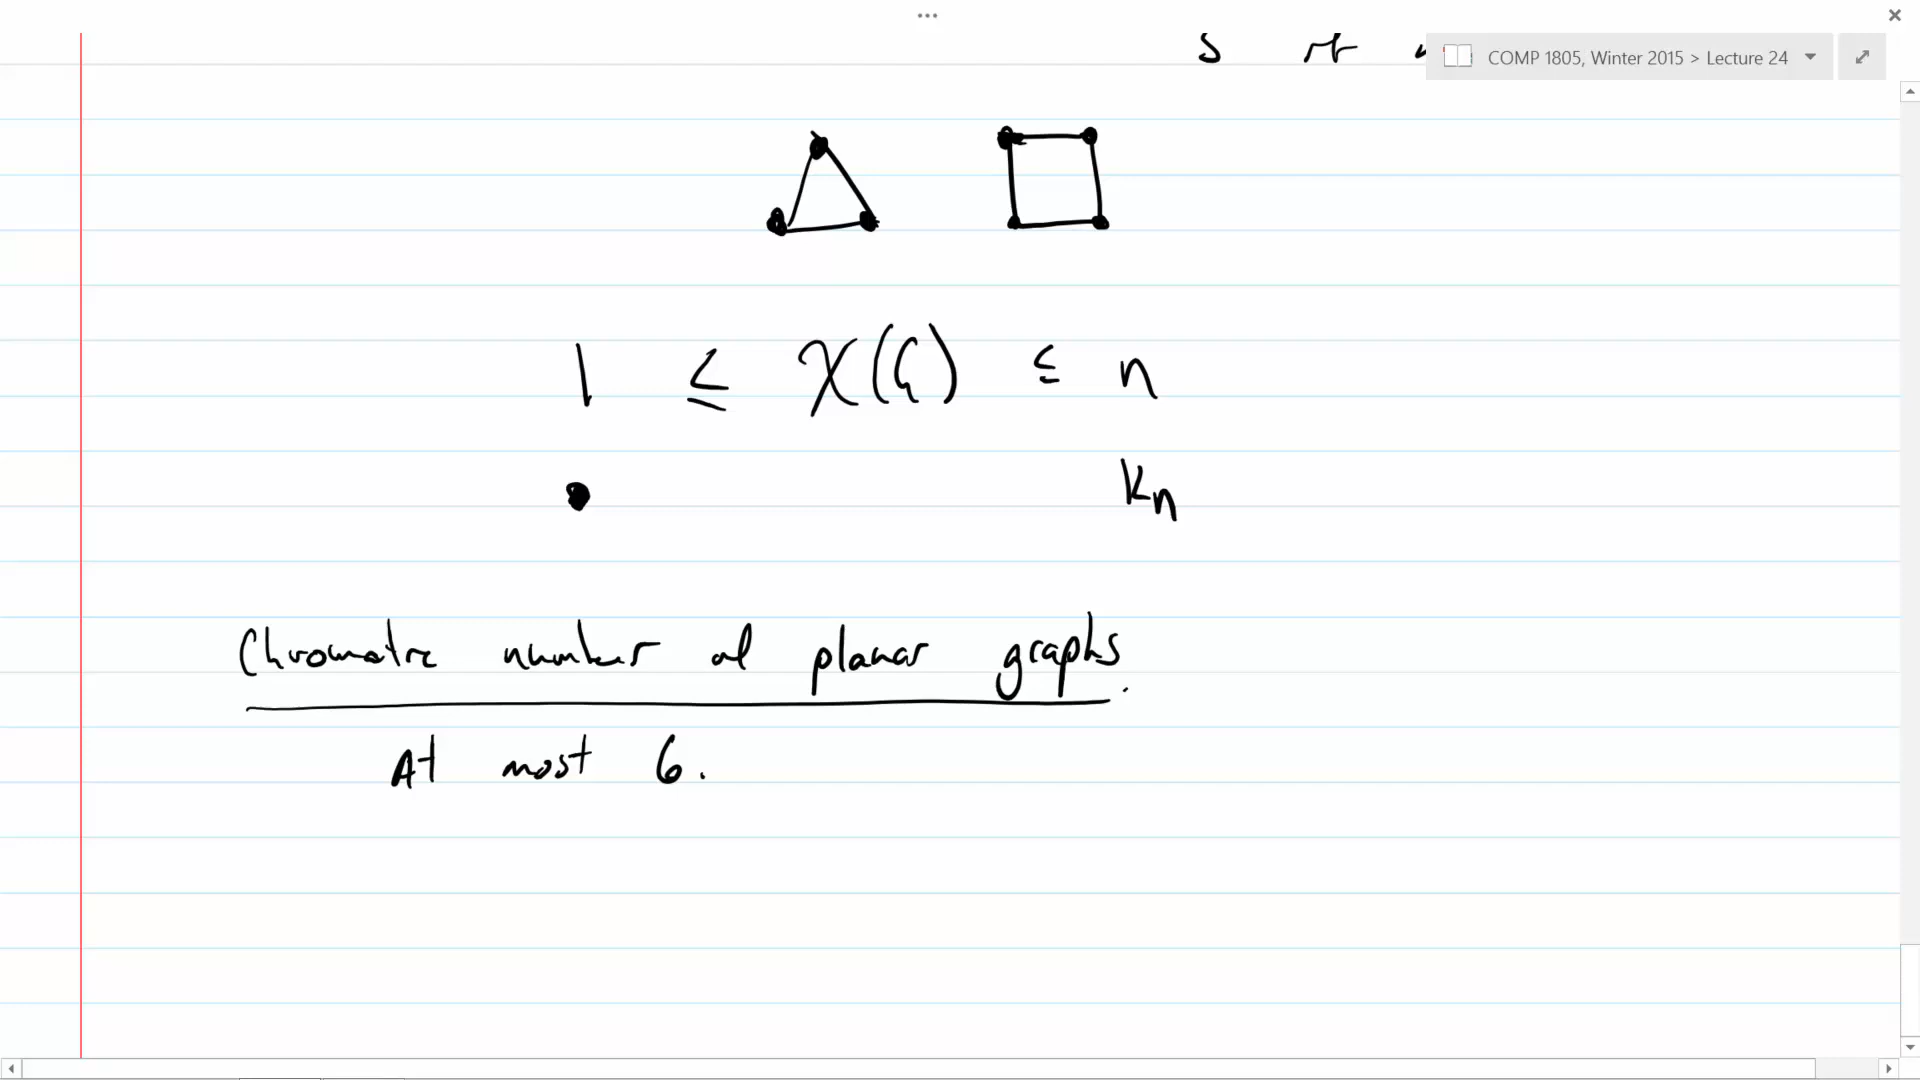 COMP 1805, Winter 2015 > Lecture 24
1 ≤ χ(G) ≤ n
Kn
Chromatic number of planar graphs.
At most 6.